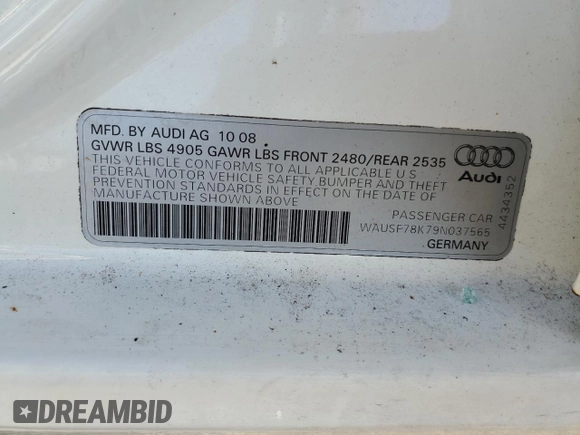 MFD. BY AUDI AG 10 08
GVWR LBS 4905 GAWR LBS FRONT 2480/REAR 2535
THIS VEHICLE CONFORMS TO ALL APPLICABLE U S
FEDERAL MOTOR VEHICLE SAFETY BUMPER AND THEFT
PREVENTION STANDARDS IN EFFECT ON THE DATE OF
MANUFACTURE SHOWN ABOVE
Audi
4434352
PASSENGER CAR
WAUSF78K79N037565
GERMANY
DREAMBID